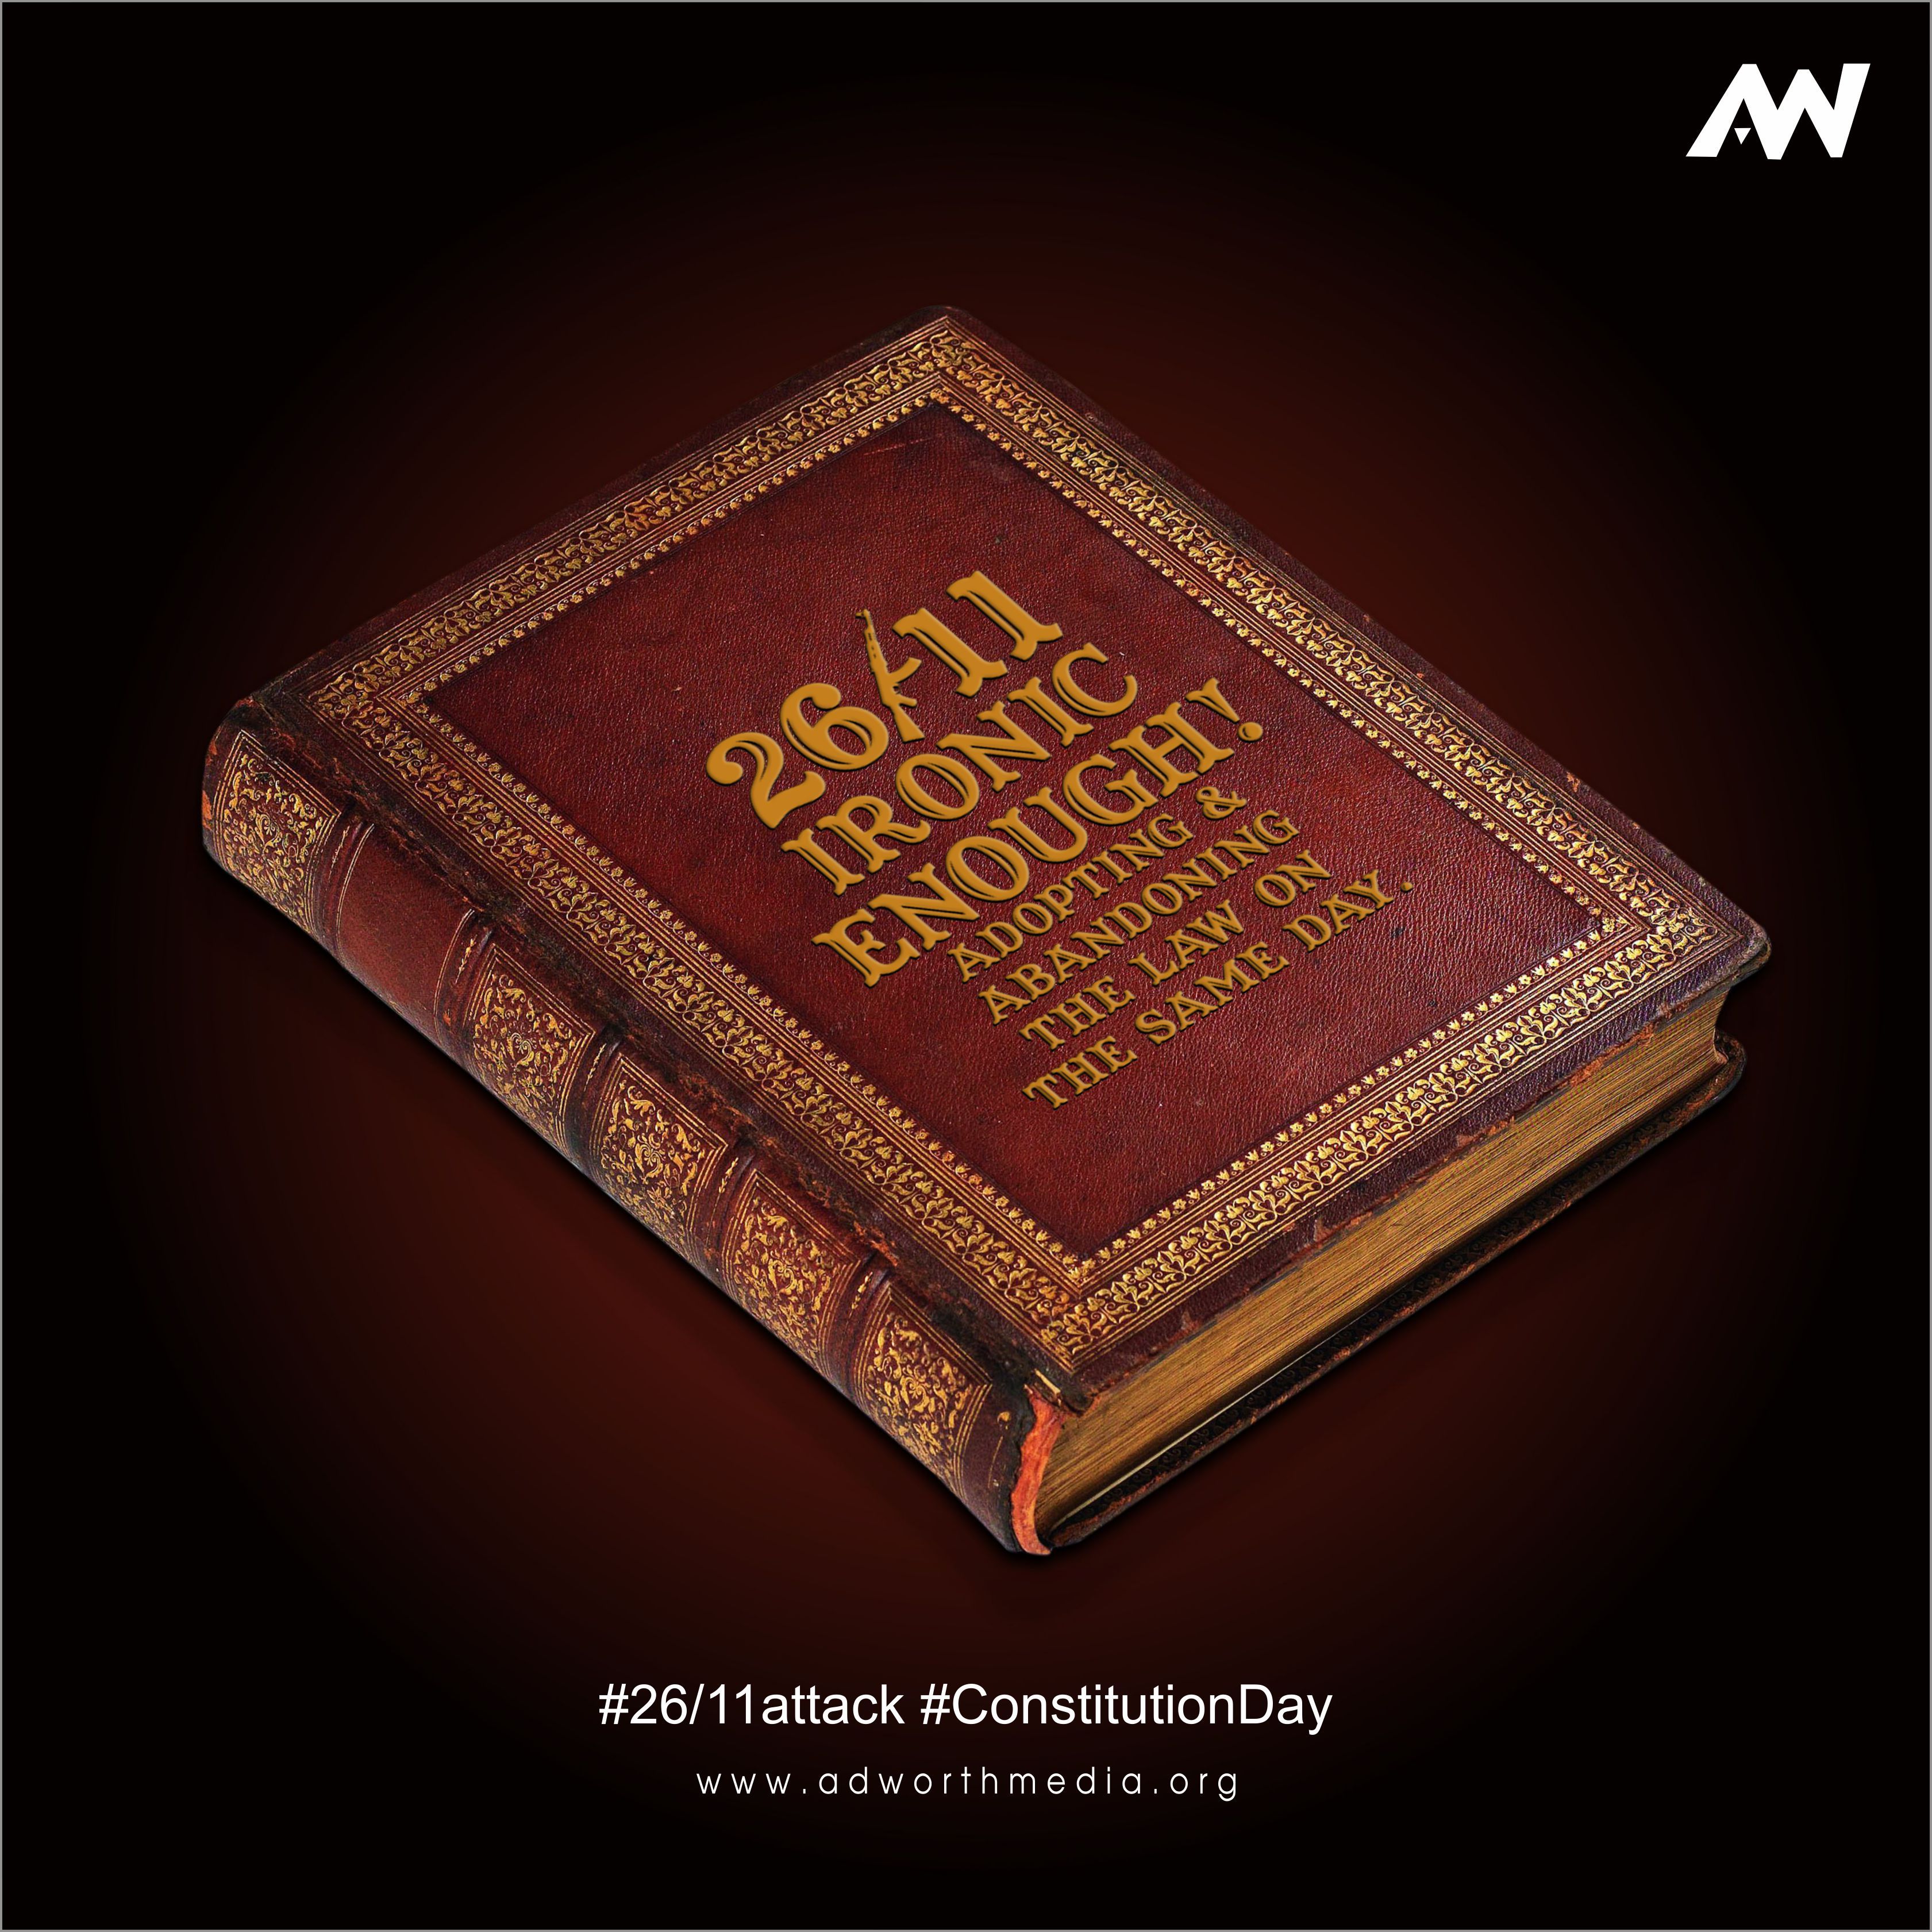 AW
26/11
IRONIC
ENOUGH!
ADOPTING &
ABANDONING
THE LAW ON
THE SAME DAY.
#26/11attack #ConstitutionDay
www.adworthmedia.org